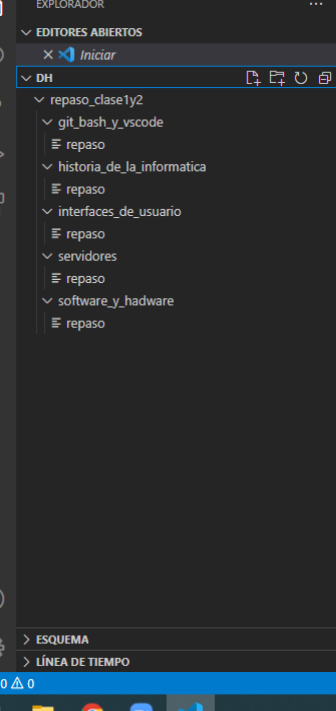 EXPLORADOR
EDITORES ABIERTOS
Iniciar
DH
repaso_clase1y2
git_bash_y_vscode
repaso
historia_de_la_informatica
repaso
interfaces_de_usuario
repaso
servidores
repaso
software_y_hadware
repaso
ESQUEMA
LÍNEA DE TIEMPO
0 0